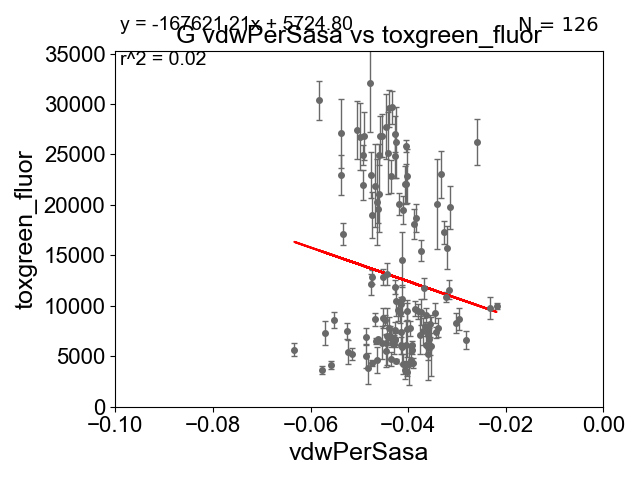 y = -167621.21x + 5724.80
N = 126
G vdwPerSasa vs toxgreen_fluor
r^2 = 0.02
35000
30000
25000
20000
15000
10000
5000
0
toxgreen_fluor
−0.10 −0.08 −0.06 −0.04 −0.02 0.00
vdwPerSasa